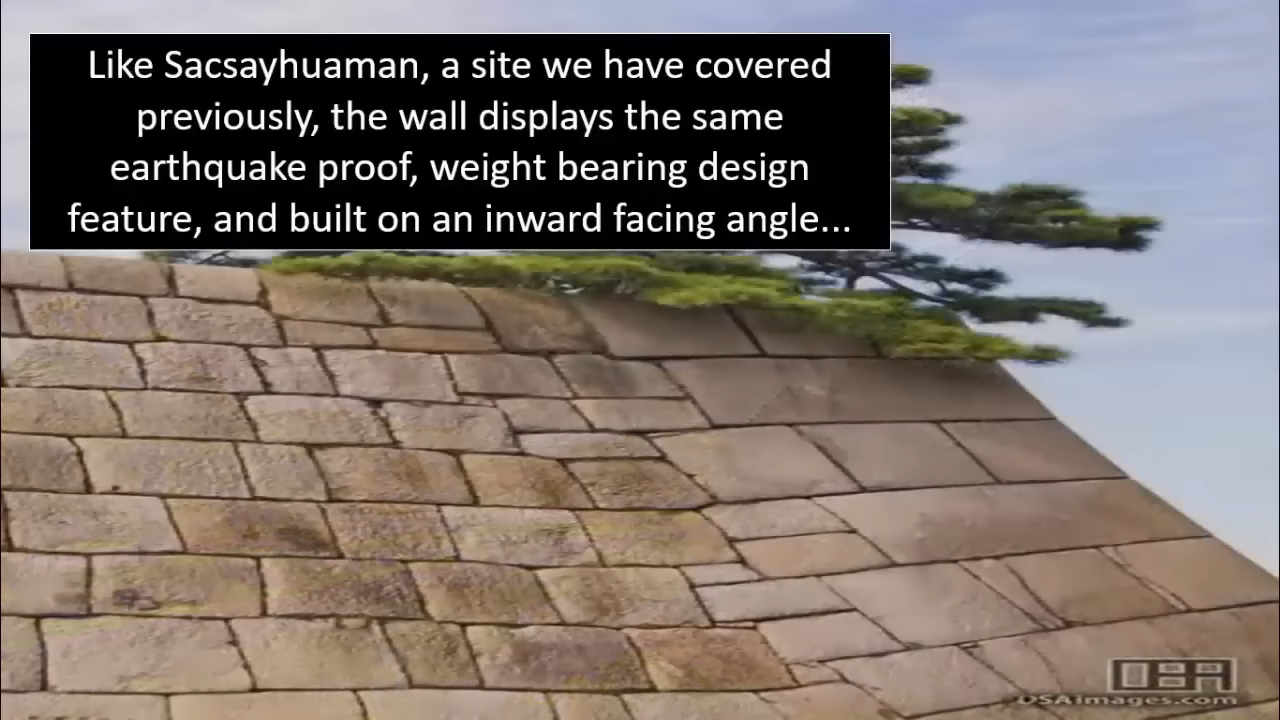 Like Sacsayhuaman, a site we have covered
previously, the wall displays the same
earthquake proof, weight bearing design
feature, and built on an inward facing angle...
DSA
DSAimages.com